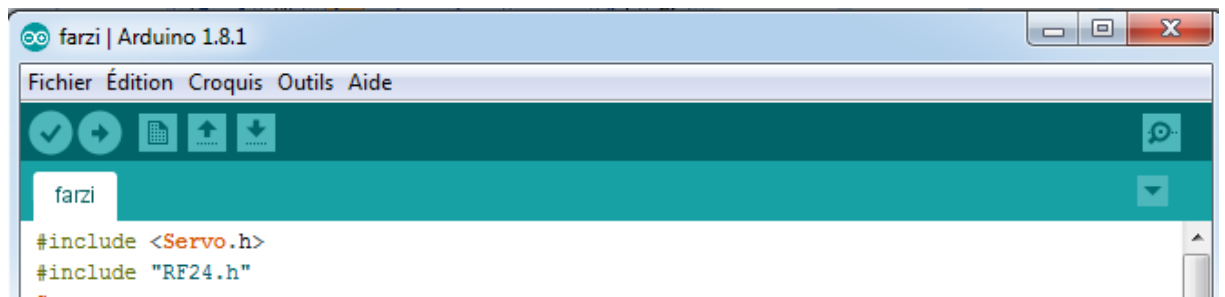 farzi | Arduino 1.8.1
Fichier Édition Croquis Outils Aide
farzi
#include <Servo.h>
#include "RF24.h"